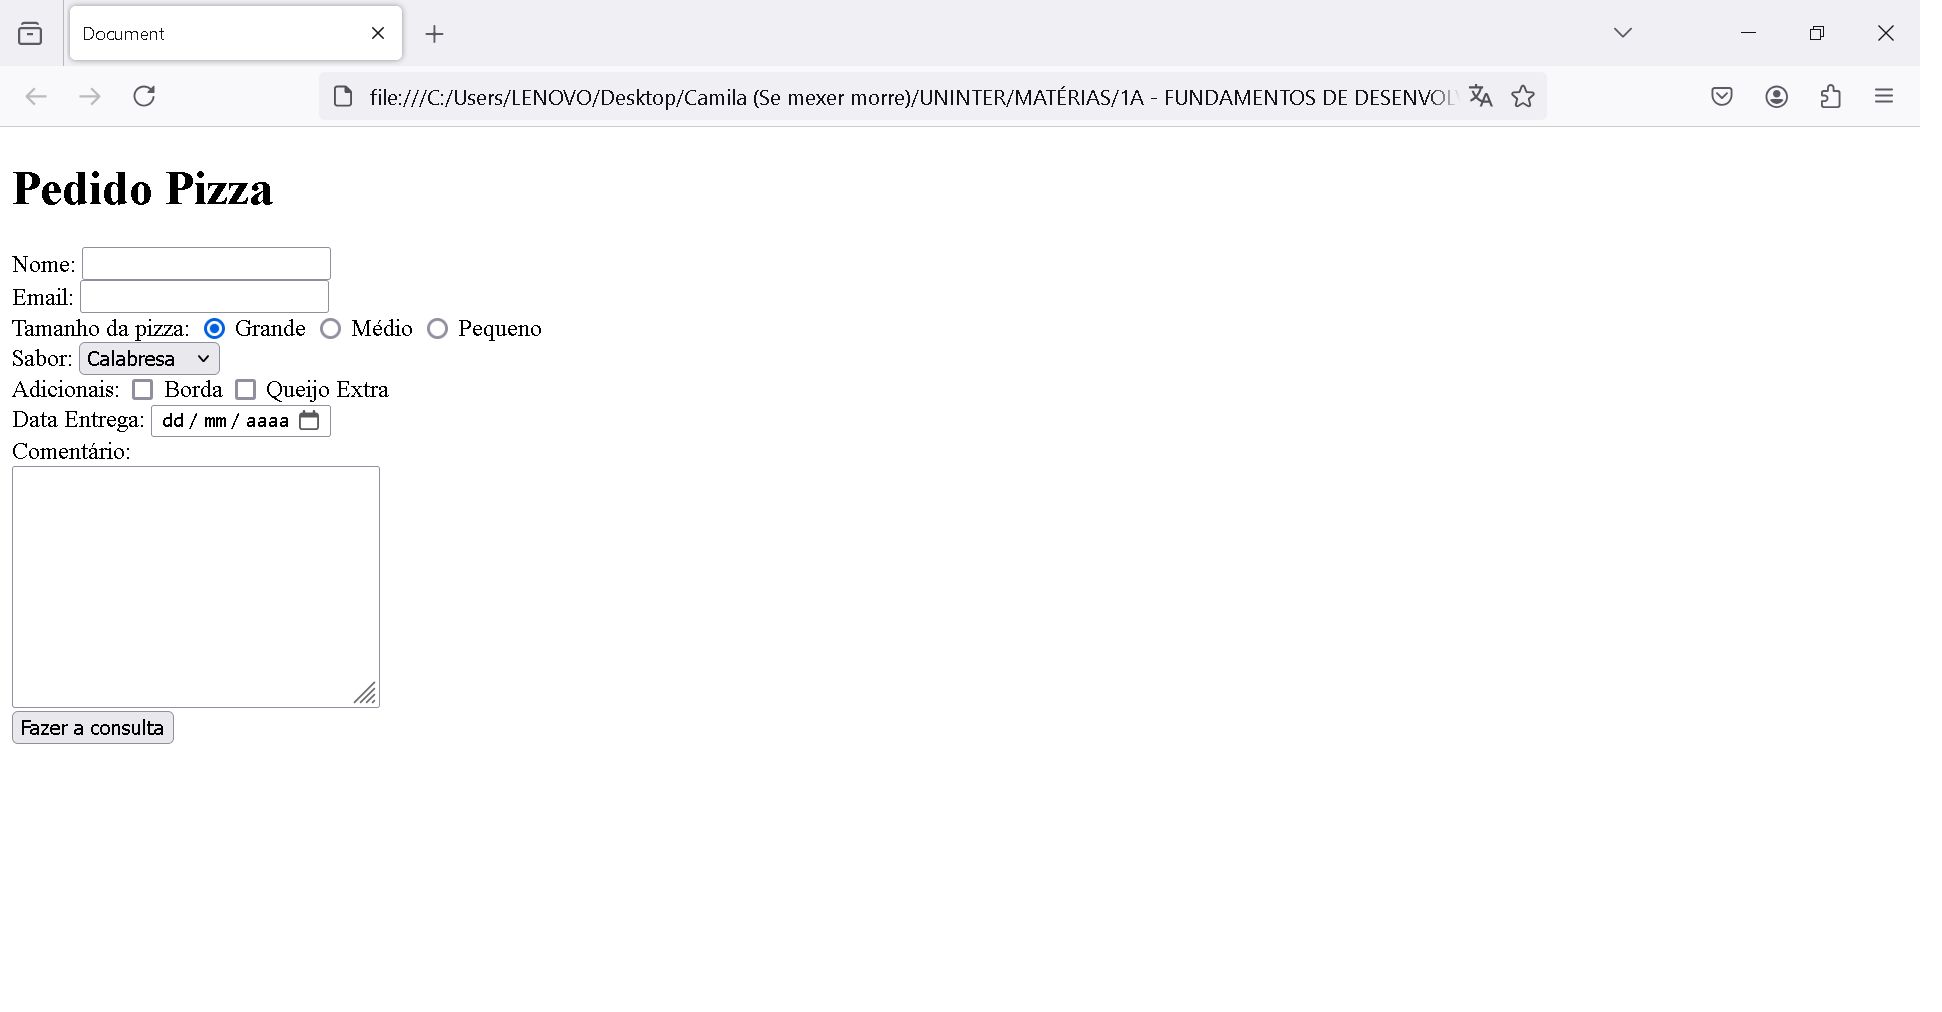 Document
file:///C:/Users/LENOVO/Desktop/Camila (Se mexer morre)/UNINTER/MATÉRIAS/1A - FUNDAMENTOS DE DESENVOL
Pedido Pizza
Nome:
Email:
Tamanho da pizza: Grande Médio Pequeno
Sabor: Calabresa
Adicionais: Borda Queijo Extra
Data Entrega: dd / mm / aaaa
Comentário:
Fazer a consulta